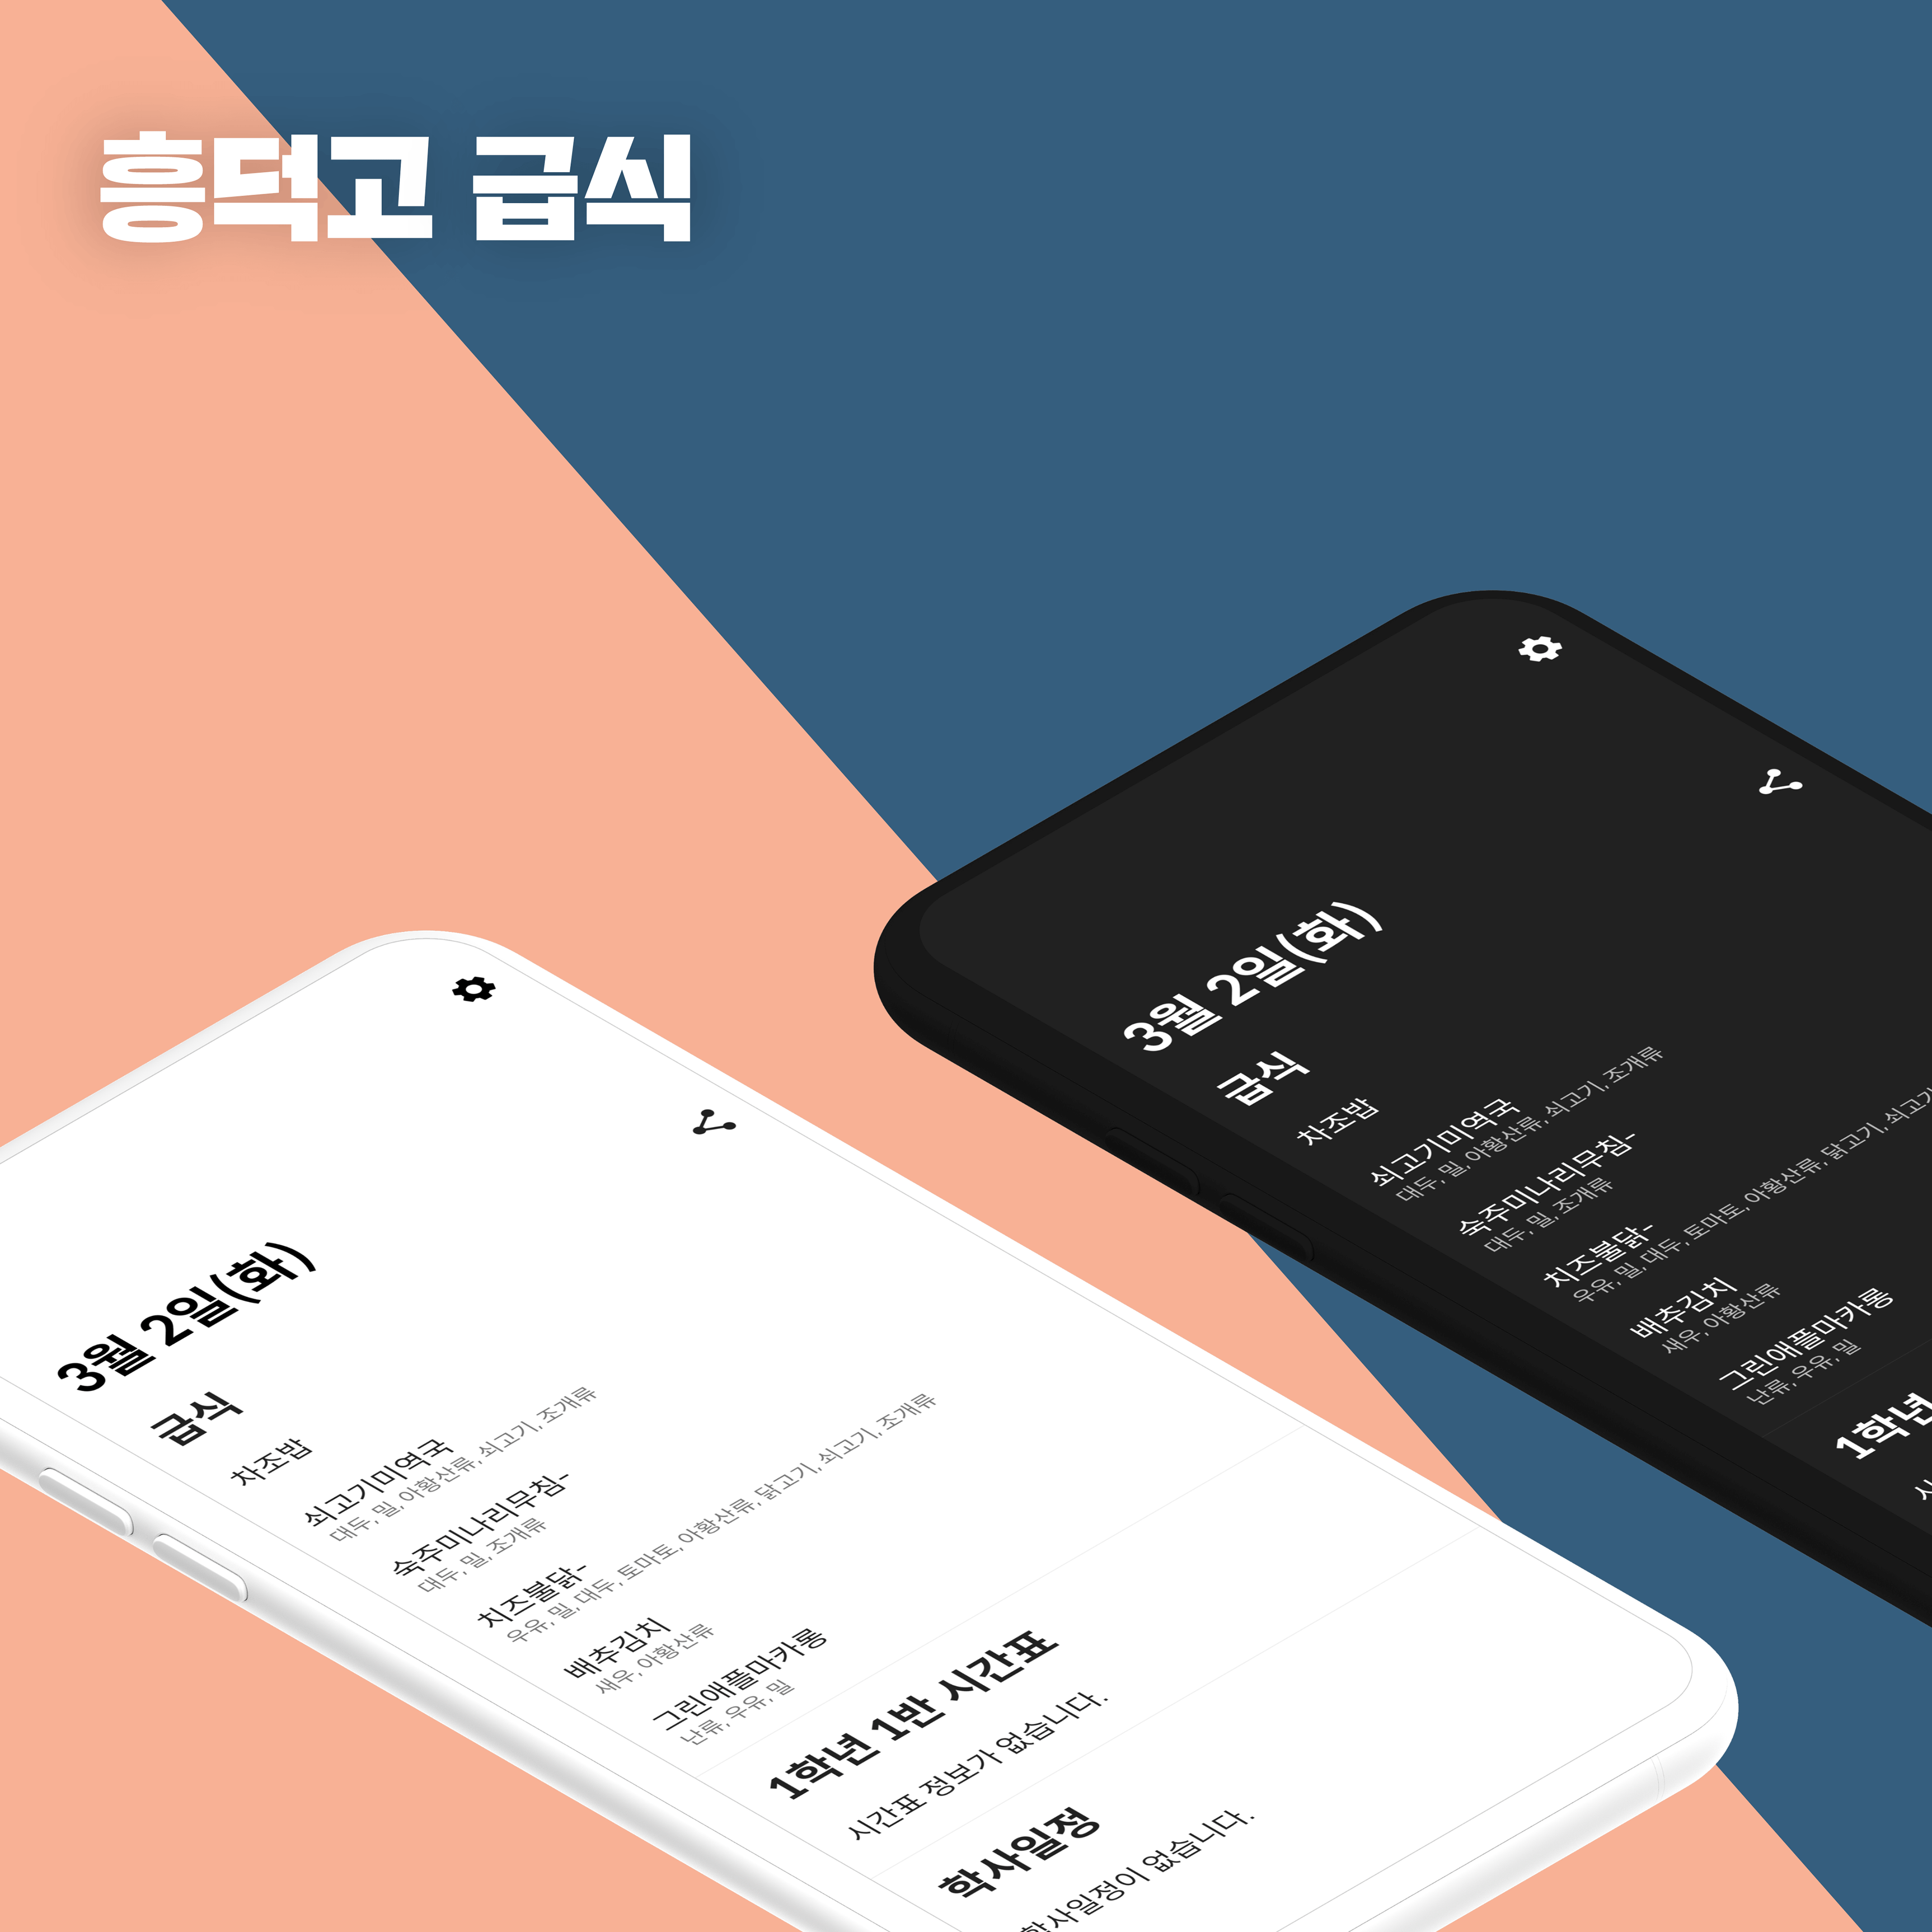 흥덕고 급식
3월 2일(화)
급식
차조밥
쇠고기미역국
대두, 밀, 아황산류, 쇠고기, 조개류
숙주미나리무침-
대두, 밀, 조개류
치즈불닭-
우유, 밀, 대두, 토마토, 아황산류, 닭고기, 쇠고기, 조개류
배추김치
새우, 아황산류
그린애플마카롱
난류, 우유, 밀
1학년 1반 시간표
시간표 정보가 없습니다.
학사일정
학사일정이 없습니다.
3월 2일(화)
급식
차조밥
쇠고기미역국
대두, 밀, 아황산류, 쇠고기, 조개류
숙주미나리무침-
대두, 밀, 조개류
치즈불닭-
우유, 밀, 대두, 토마토, 아황산류, 닭고기, 쇠고기
배추김치
새우, 아황산류
그린애플마카롱
난류, 우유, 밀
1학년